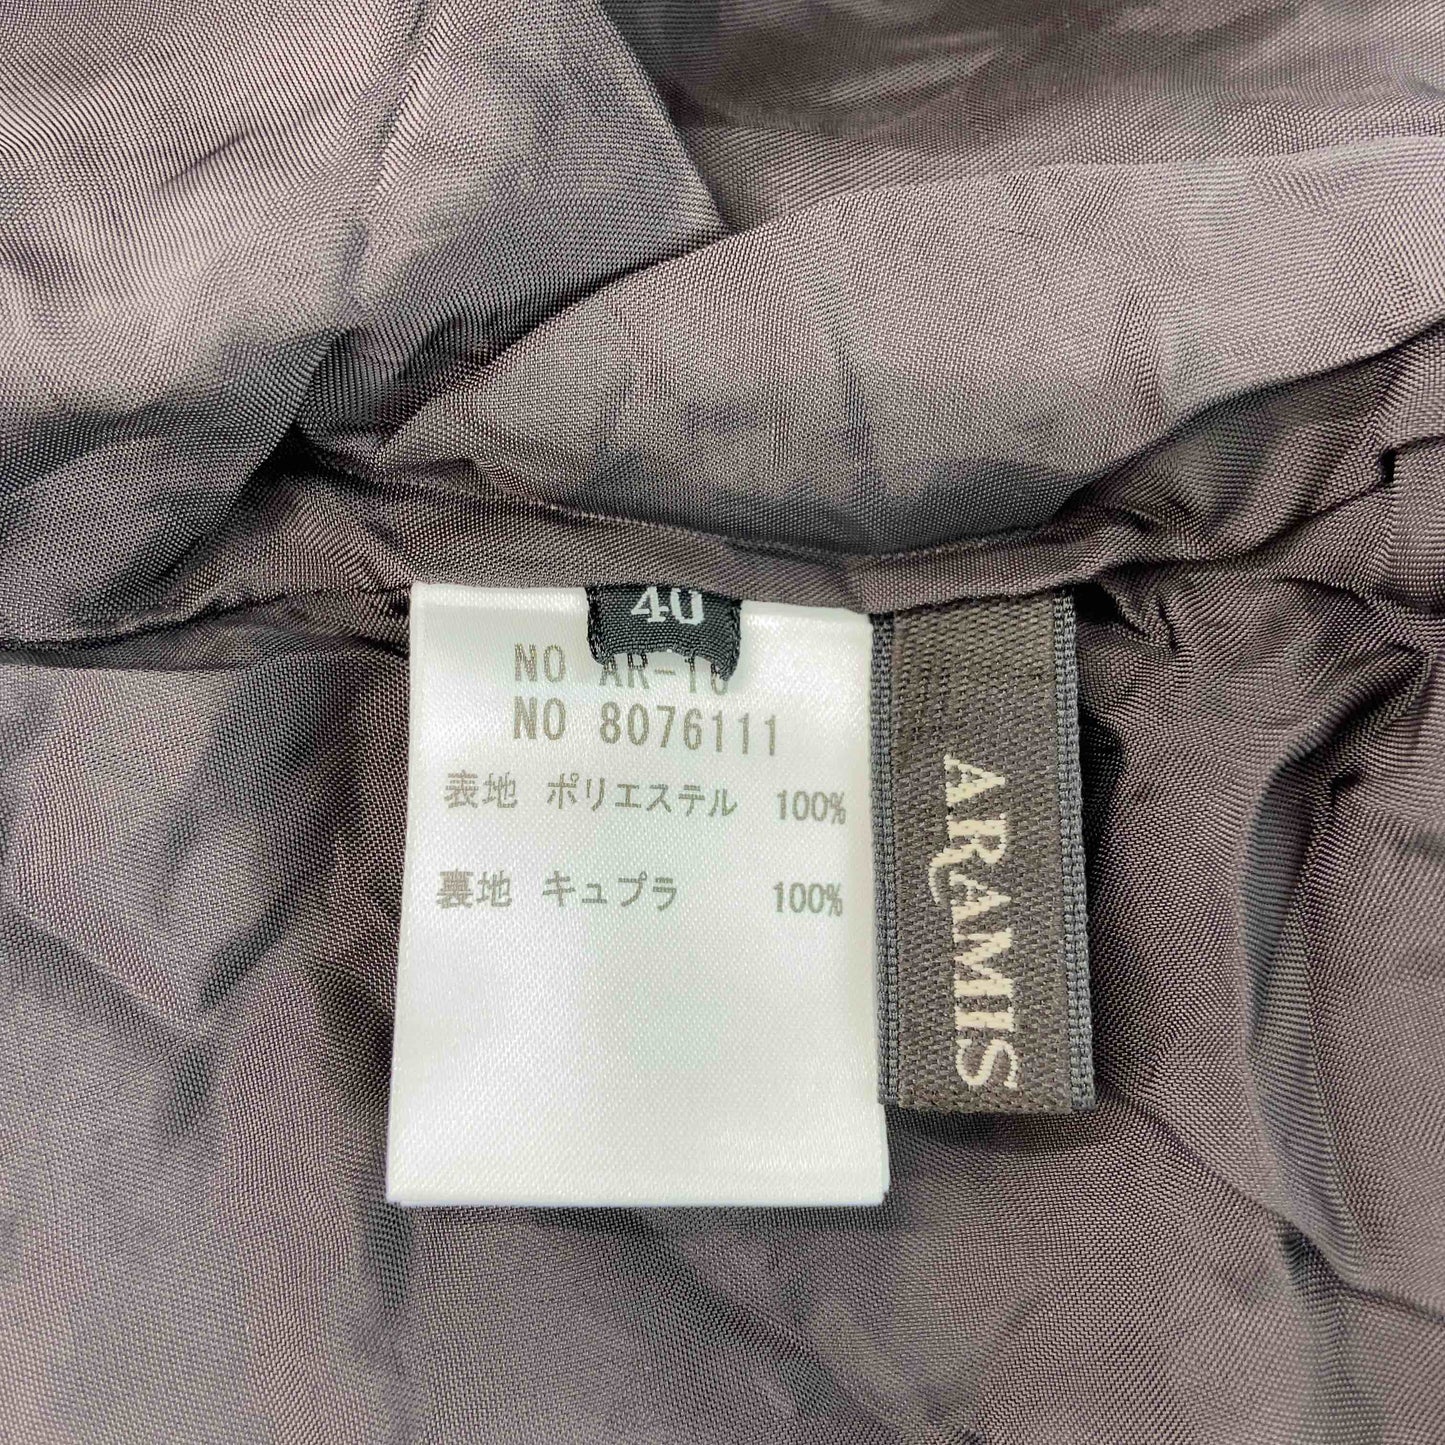 40
NO AR-10
NO 8076111
表地 ポリエステル 100%
裏地 キュプラ 100%
ARAMIS